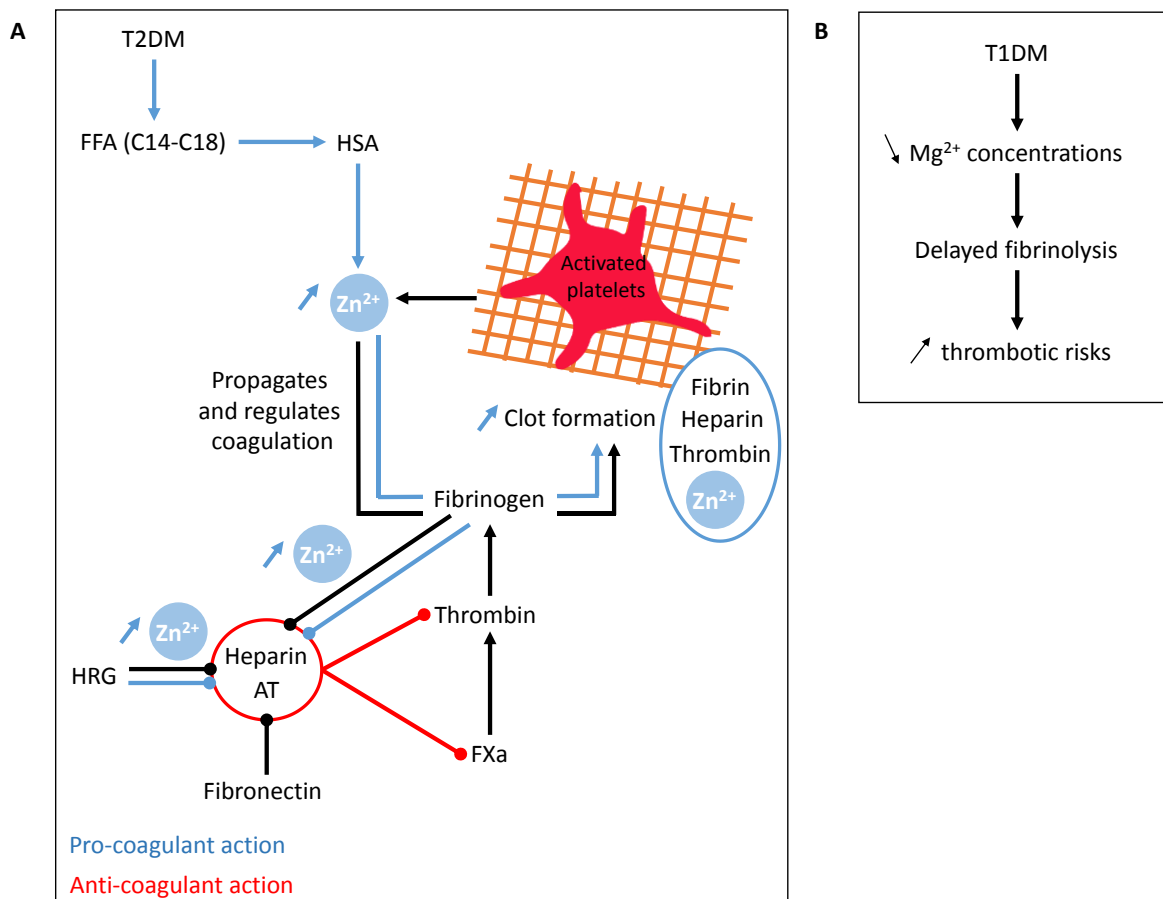 A
T2DM
FFA (C14-C18)
HSA
Zn²⁺
Activated
platelets
Propagates
and regulates
coagulation
Clot formation
Fibrin
Heparin
Thrombin
Zn²⁺
Fibrinogen
Zn²⁺
Zn²⁺
Thrombin
HRG
Heparin
AT
FXa
Fibronectin
Pro-coagulant action
Anti-coagulant action
B
T1DM
Mg²⁺ concentrations
Delayed fibrinolysis
thrombotic risks